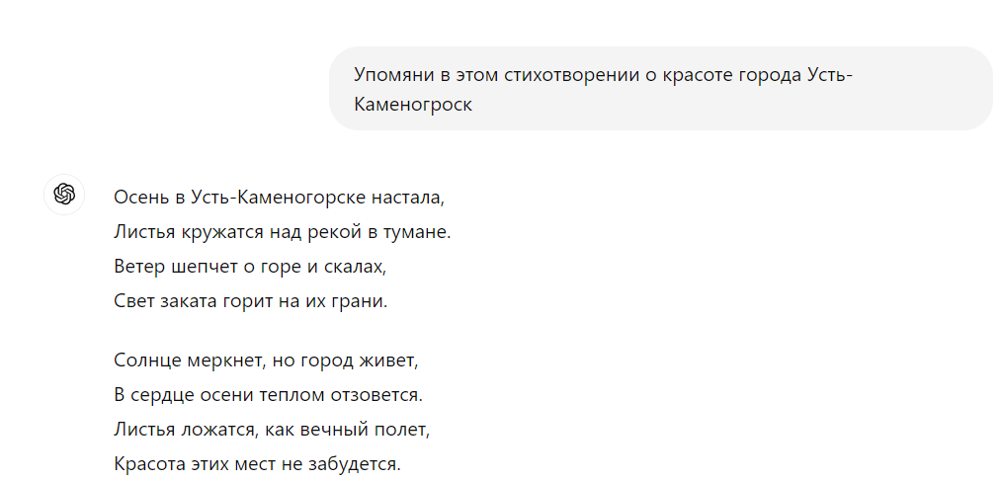 Упомяни в этом стихотворении о красоте города Усть-
Каменогроск
Осень в Усть-Каменогорске настала,
Листья кружатся над рекой в тумане.
Ветер шепчет о горе и скалах,
Свет заката горит на их грани.
Солнце меркнет, но город живет,
В сердце осени теплом отзовется.
Листья ложатся, как вечный полет,
Красота этих мест не забудется.